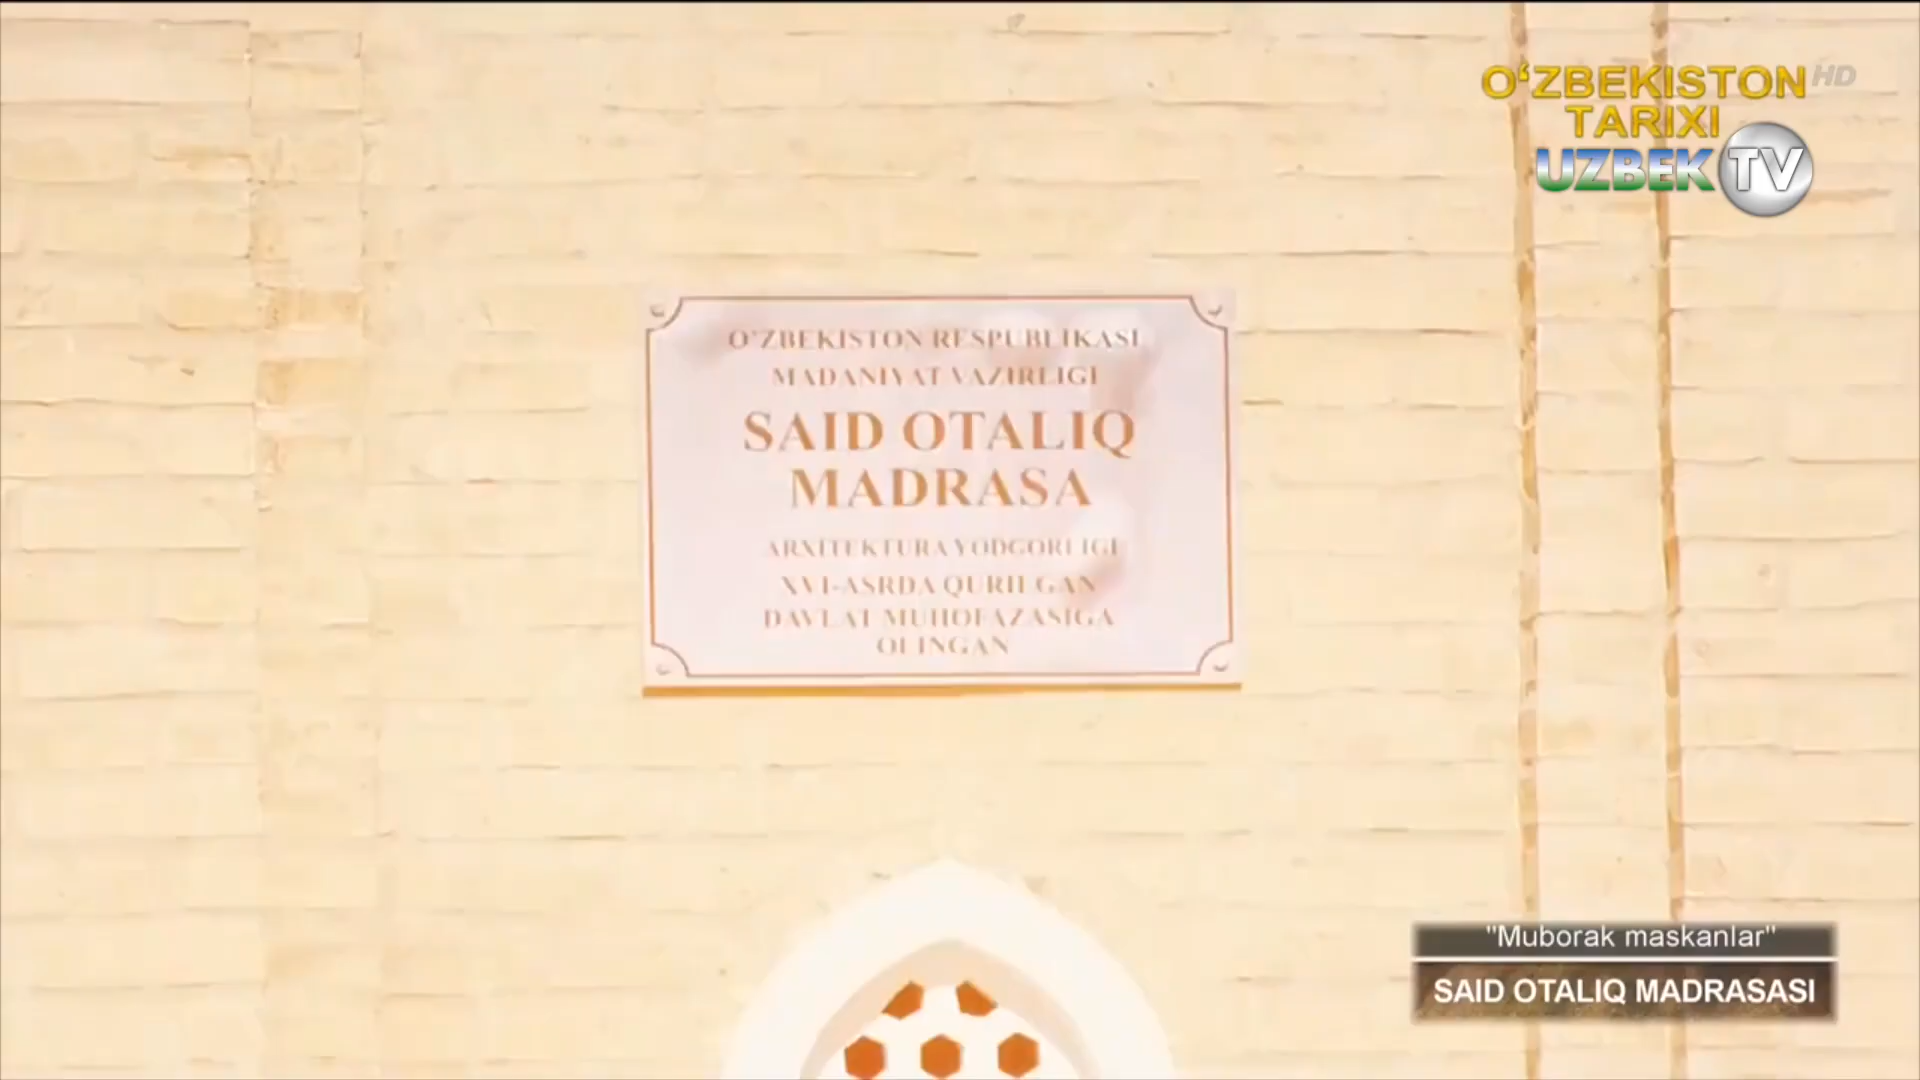 O‘ZBEKISTON HD
TARIXI
UZBEK TV
O'ZBEKISTON RESPUBLIKASI
MADANIYAT VAZIRLIGI
SAID OTALIQ
MADRASA
ARXITEKTURA YODGORLIGI
XVI-ASRDA QURILGAN
DAVLAT MUHOFAZASIGA
OLINGAN
"Muborak maskanlar"
SAID OTALIQ MADRASASI